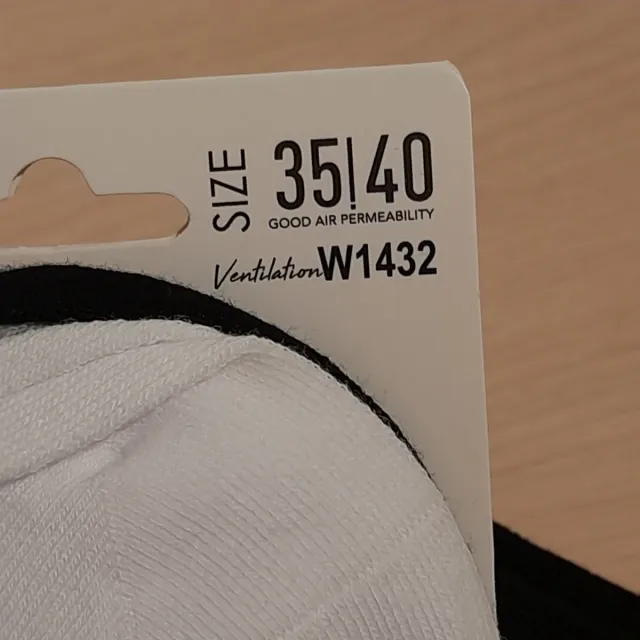 SIZE
35|40
GOOD AIR PERMEABILITY
Ventilation W1432